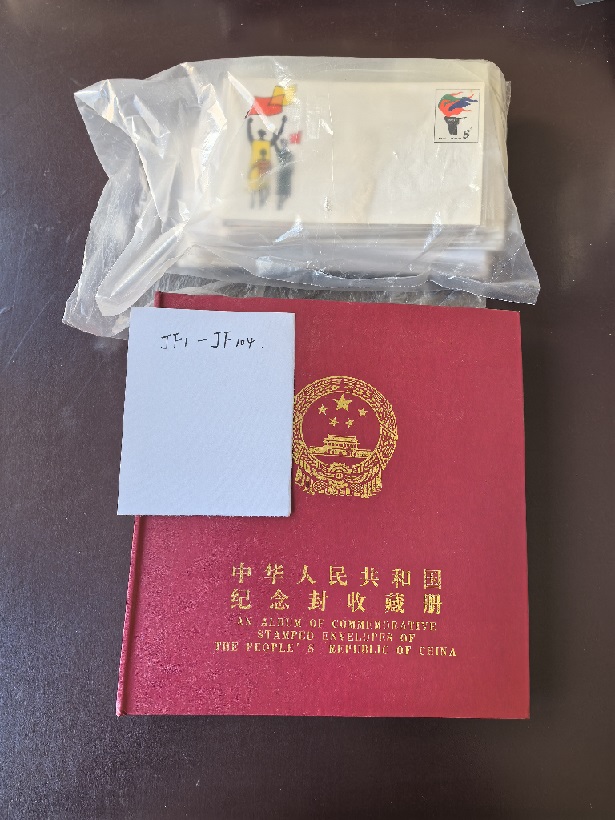 JF1-JF104.
中华人民共和国
纪念封收藏册
AN ALBUM OF COMMEMORATIVE
STAMPED ENVELOPES OF
THE PEOPLE'S REPUBLIC OF CHINA